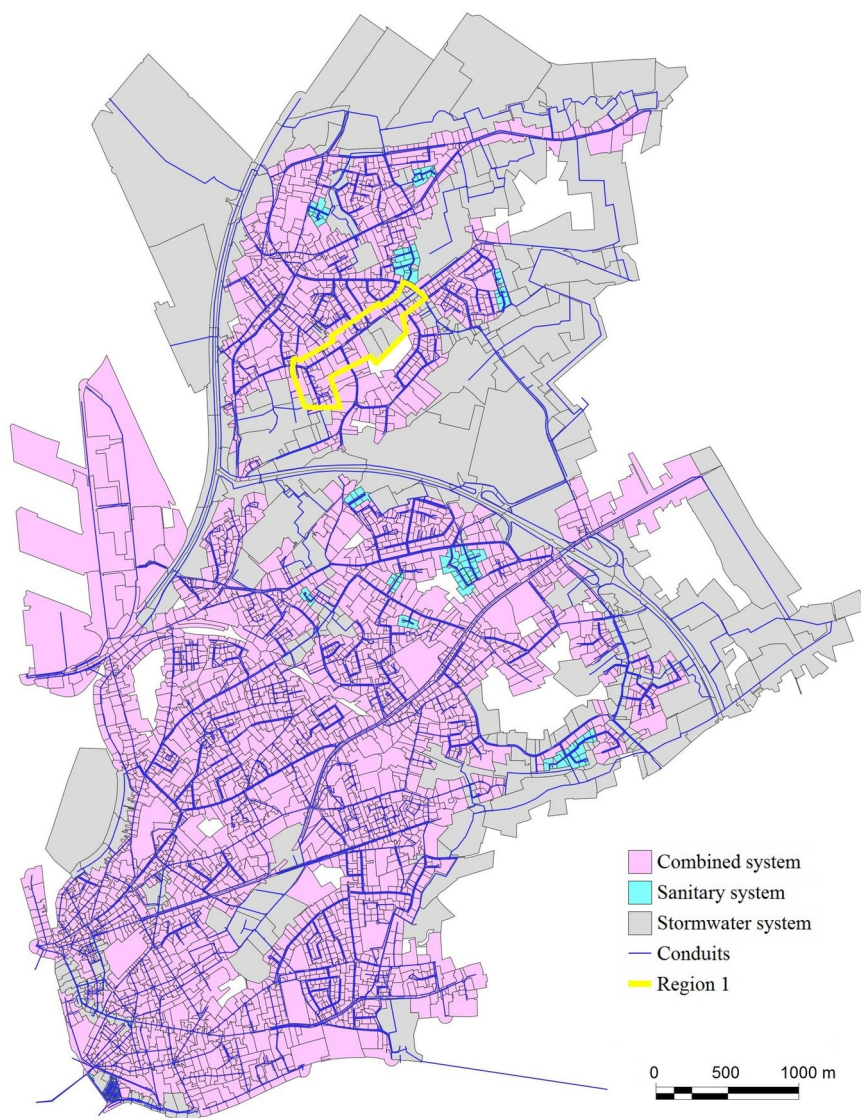 Combined system
Sanitary system
Stormwater system
Conduits
Region 1
0 500 1000 m